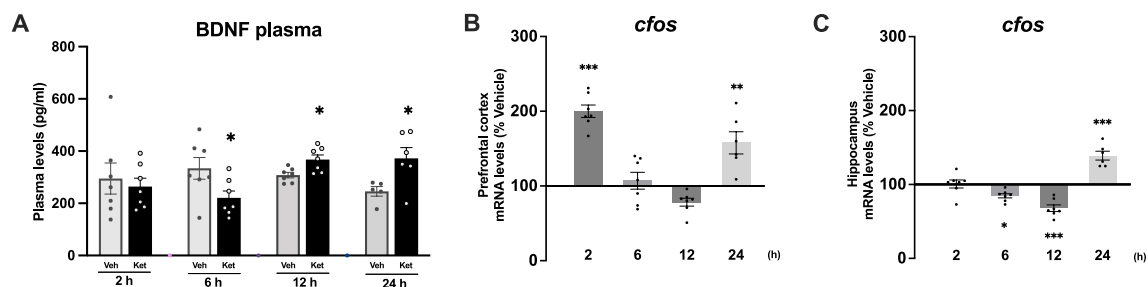 A
BDNF plasma
Plasma levels (pg/ml)
800
600
400
200
0
*
*
*
Veh Ket Veh Ket Veh Ket Veh Ket
2 h 6 h 12 h 24 h
B
cfos
Prefrontal cortex
mRNA levels (% Vehicle)
300
200
100
0
***
**
2 6 12 24 (h)
C
cfos
Hippocampus
mRNA levels (% Vehicle)
300
200
100
0
***
*
***
2 6 12 24 (h)